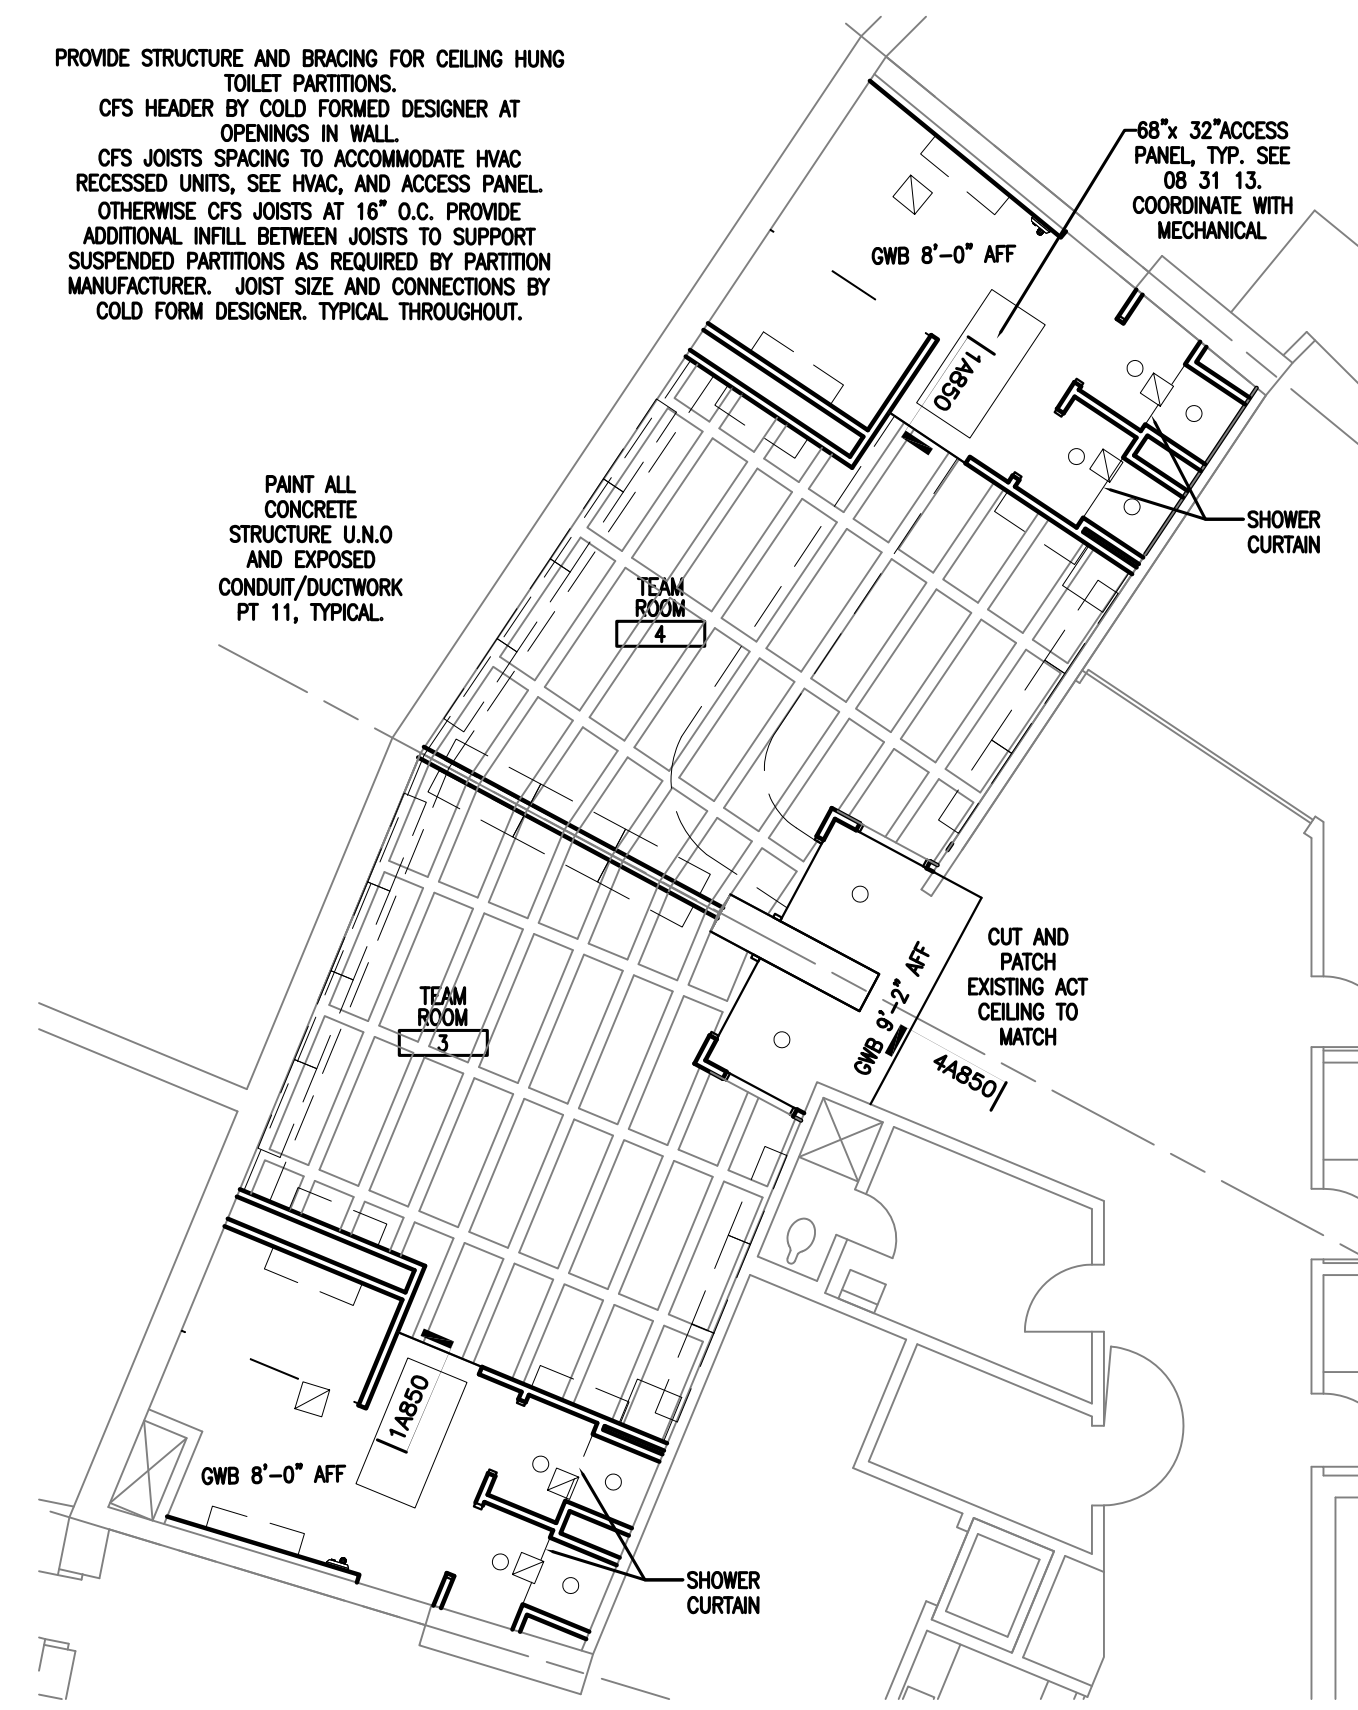 PROVIDE STRUCTURE AND BRACING FOR CEILING HUNG
TOILET PARTITIONS.
CFS HEADER BY COLD FORMED DESIGNER AT
OPENINGS IN WALL.
CFS JOISTS SPACING TO ACCOMMODATE HVAC
RECESSED UNITS, SEE HVAC, AND ACCESS PANEL.
OTHERWISE CFS JOISTS AT 16" O.C. PROVIDE
ADDITIONAL INFILL BETWEEN JOISTS TO SUPPORT
SUSPENDED PARTITIONS AS REQUIRED BY PARTITION
MANUFACTURER. JOIST SIZE AND CONNECTIONS BY
COLD FORM DESIGNER. TYPICAL THROUGHOUT.
68"x 32"ACCESS
PANEL, TYP. SEE
08 31 13.
COORDINATE WITH
MECHANICAL
GWB 8'-0" AFF
1A850
PAINT ALL
CONCRETE
STRUCTURE U.N.O
AND EXPOSED
CONDUIT/DUCTWORK
PT 11, TYPICAL.
SHOWER
CURTAIN
TEAM
ROOM
4
CUT AND
PATCH
EXISTING ACT
CEILING TO
MATCH
GWB 9'-2" AFF
4A850
TEAM
ROOM
3
1A850
GWB 8'-0" AFF
SHOWER
CURTAIN